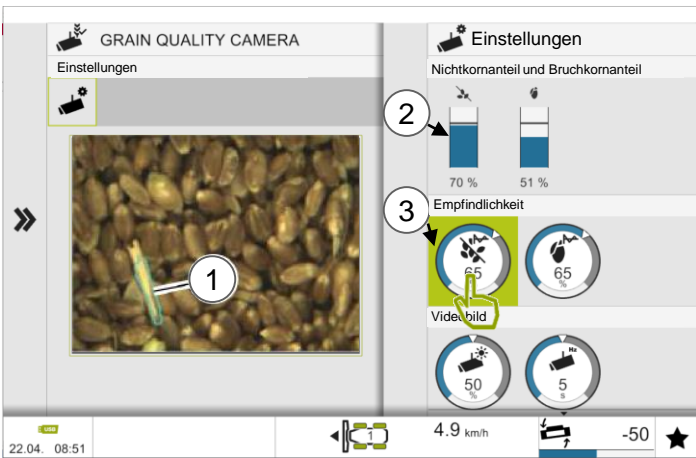 GRAIN QUALITY CAMERA
Einstellungen
1
Einstellungen
Nichtkornanteil und Bruchkornanteil
2
70 %
51 %
Empfindlichkeit
3
65
65
%
Videobild
50
%
Hz
5
s
USB
22.04. 08:51
1
4.9 km/h
-50